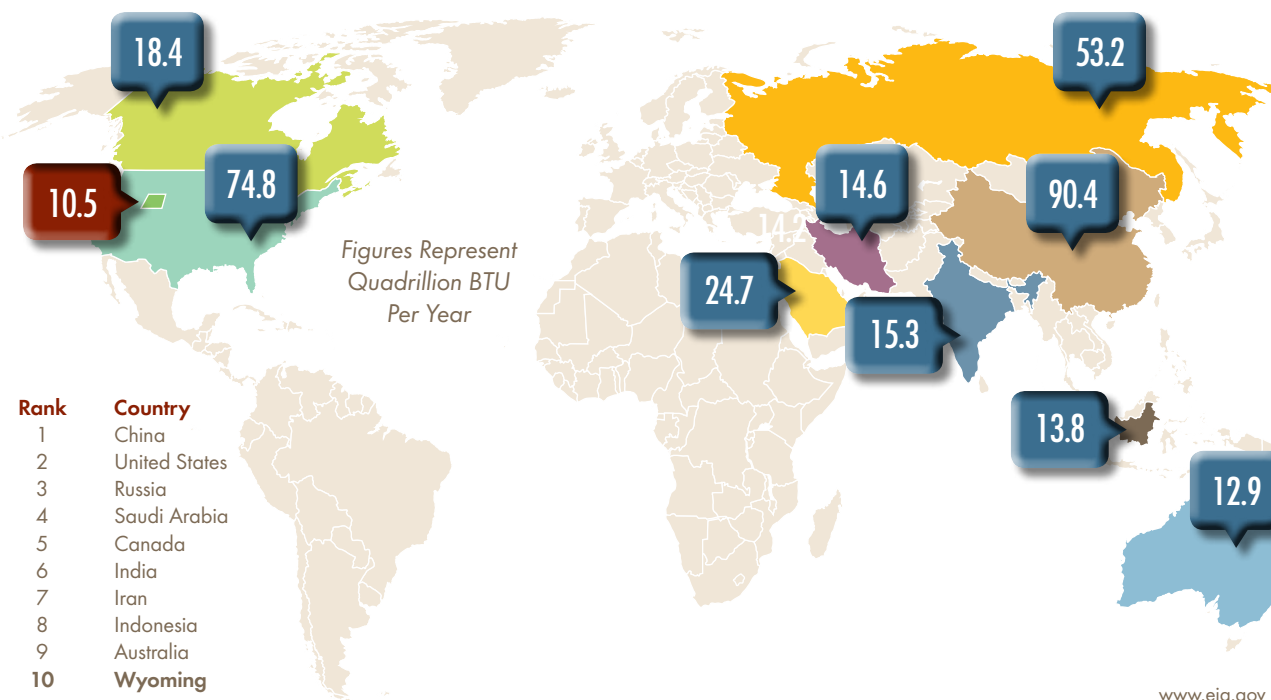 18.4
53.2
10.5
74.8
14.6
90.4
14.2
Figures Represent
Quadrillion BTU
Per Year
24.7
15.3
13.8
12.9
Rank Country
1 China
2 United States
3 Russia
4 Saudi Arabia
5 Canada
6 India
7 Iran
8 Indonesia
9 Australia
10 Wyoming
www.eia.gov